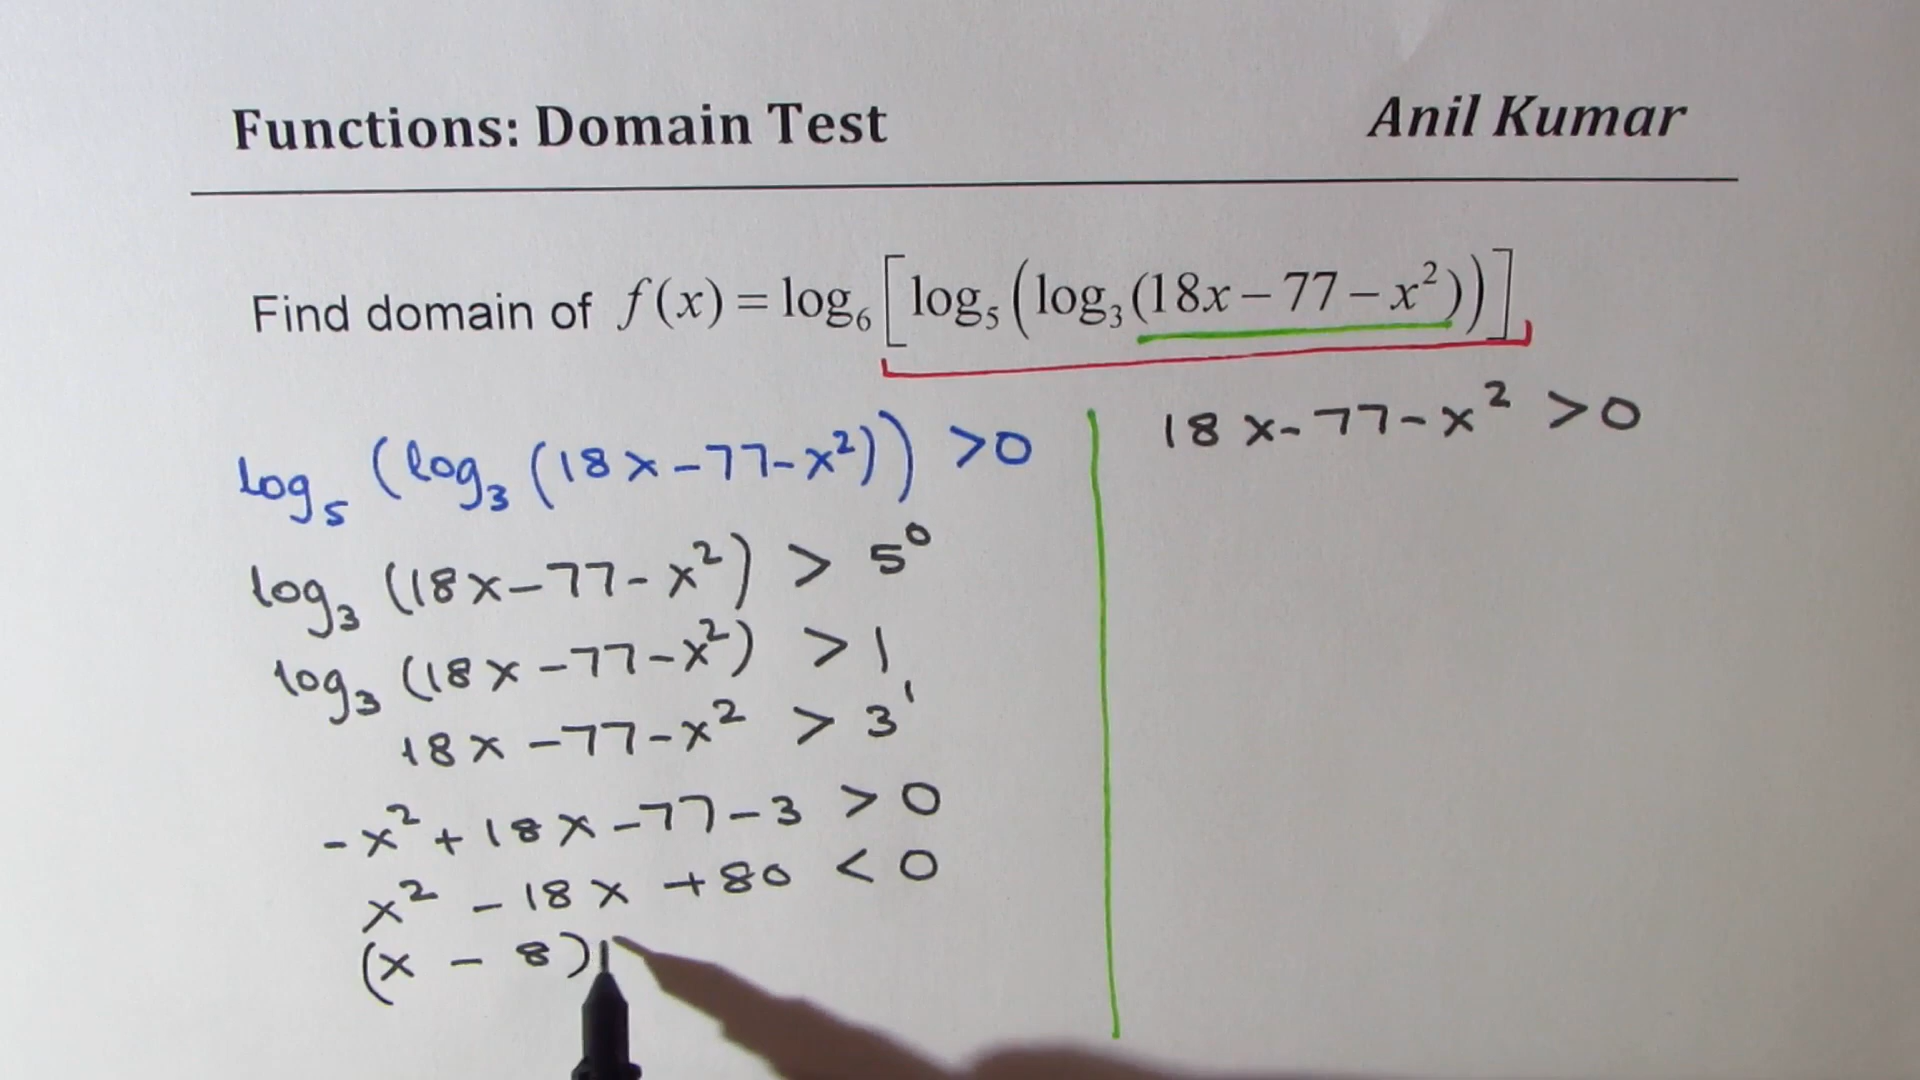 Functions: Domain Test
Anil Kumar
Find domain of f(x) = log₆[log₅(log₃(18x − 77 − x²))]
log₅(log₃(18x − 77 − x²)) > 0
log₃(18x − 77 − x²) > 5⁰
log₃(18x − 77 − x²) > 1
18x − 77 − x² > 3¹
−x² + 18x − 77 − 3 > 0
x² − 18x + 80 < 0
(x − 8)
18x − 77 − x² > 0